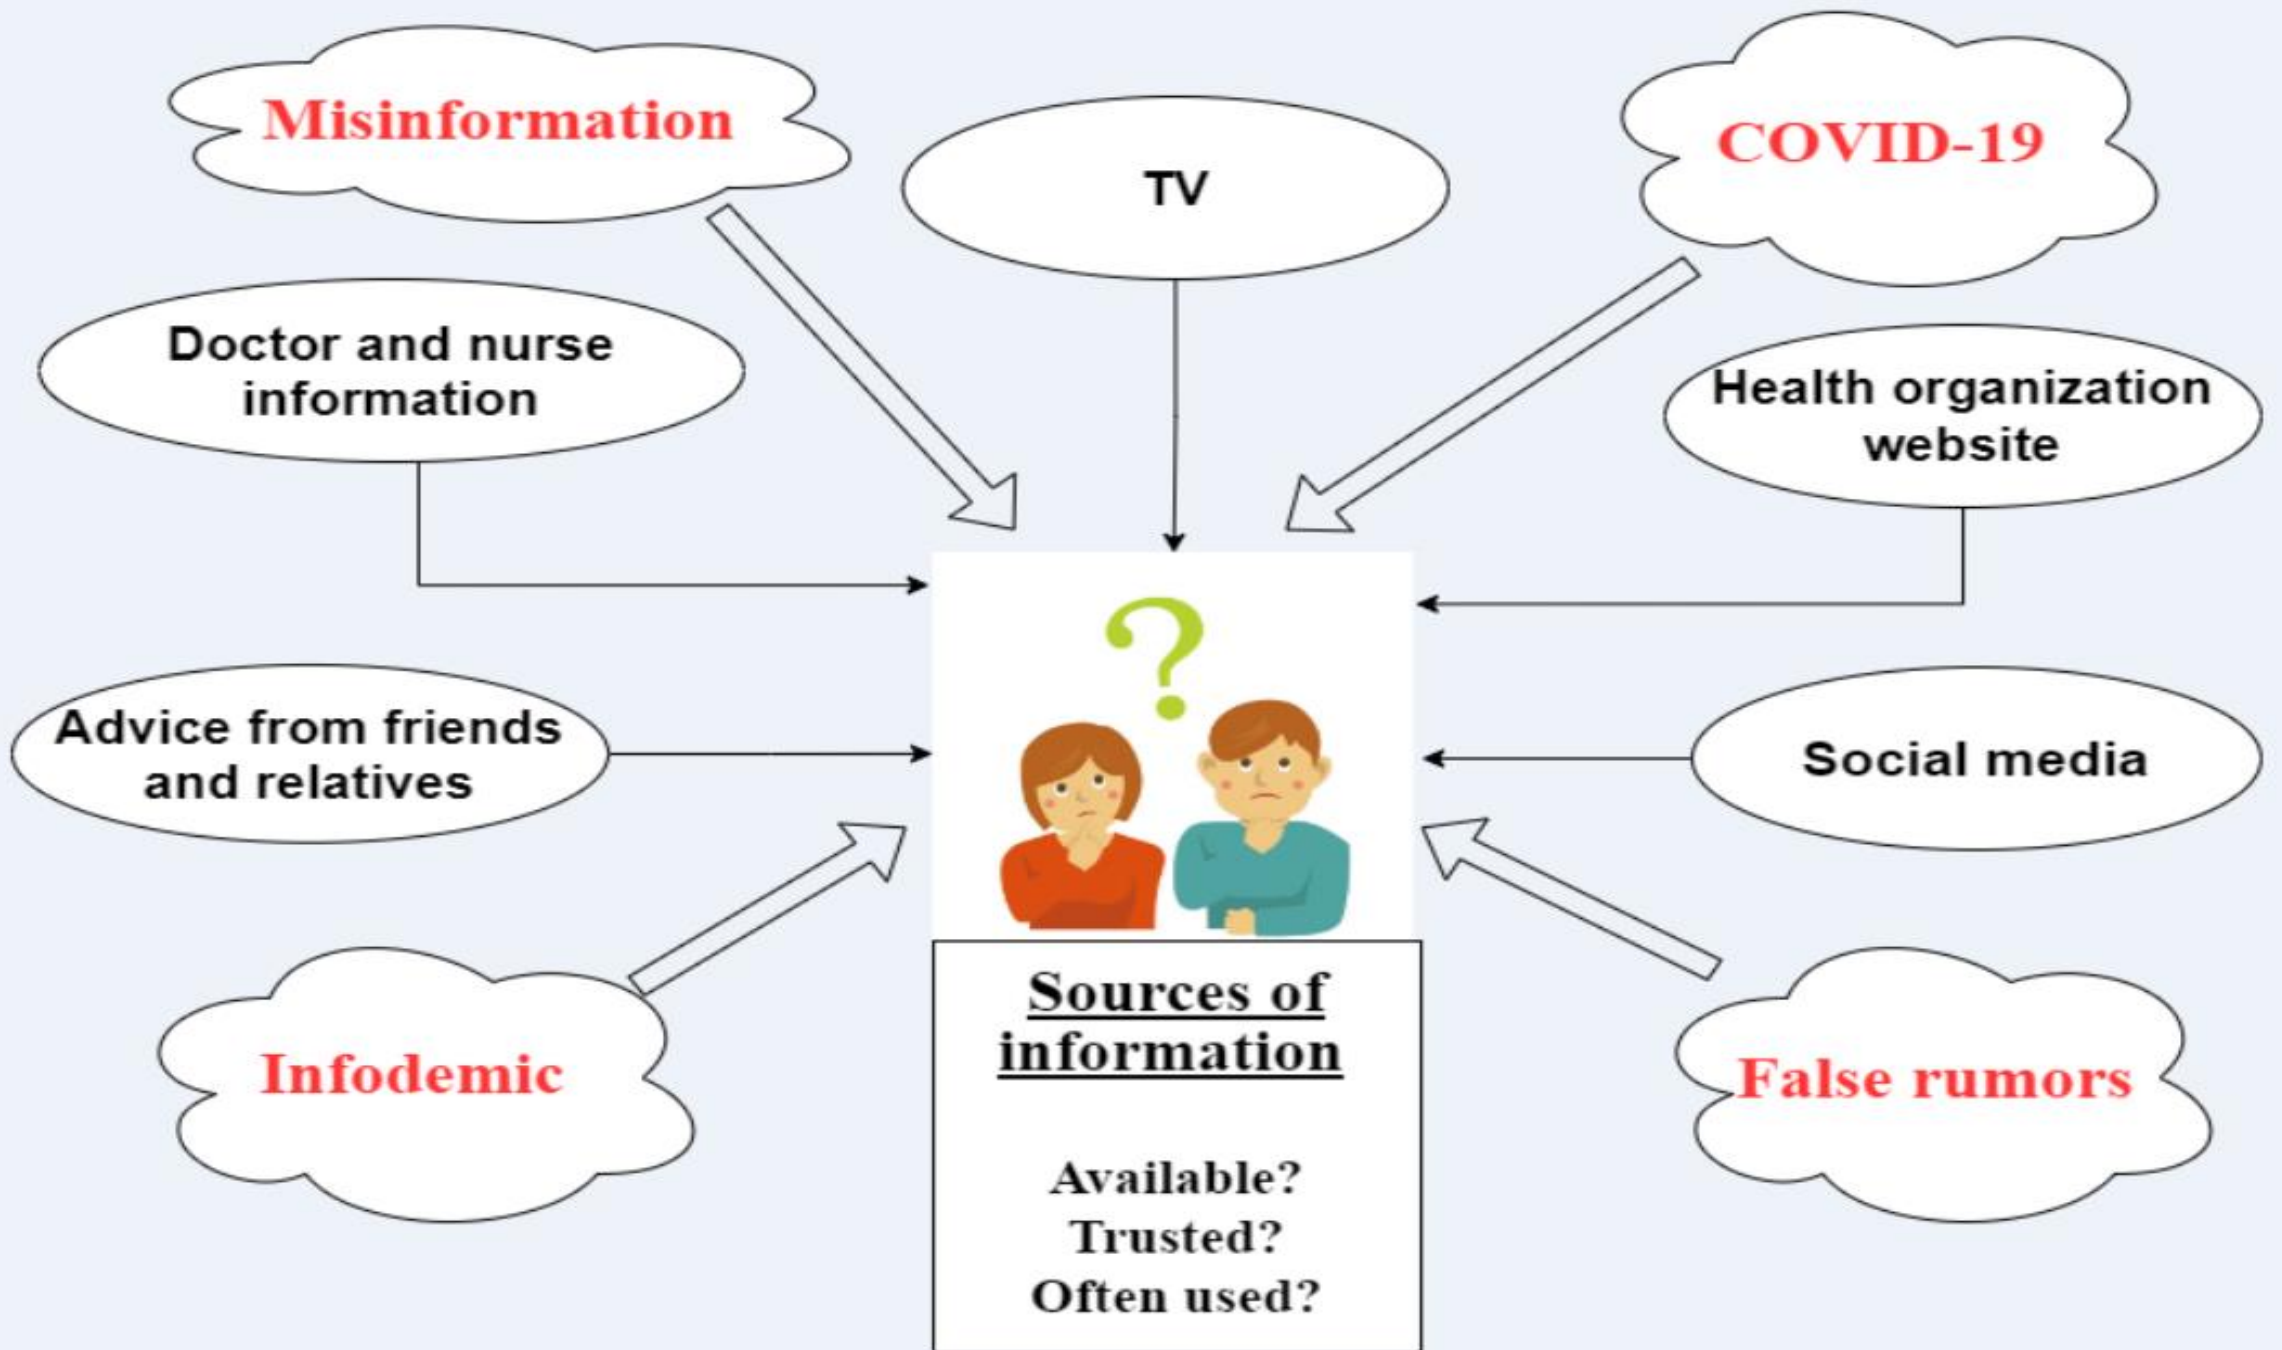 Misinformation
TV
COVID-19
Doctor and nurse
information
Health organization
website
?
Advice from friends
and relatives
Social media
Infodemic
False rumors
Sources of
information
Available?
Trusted?
Often used?